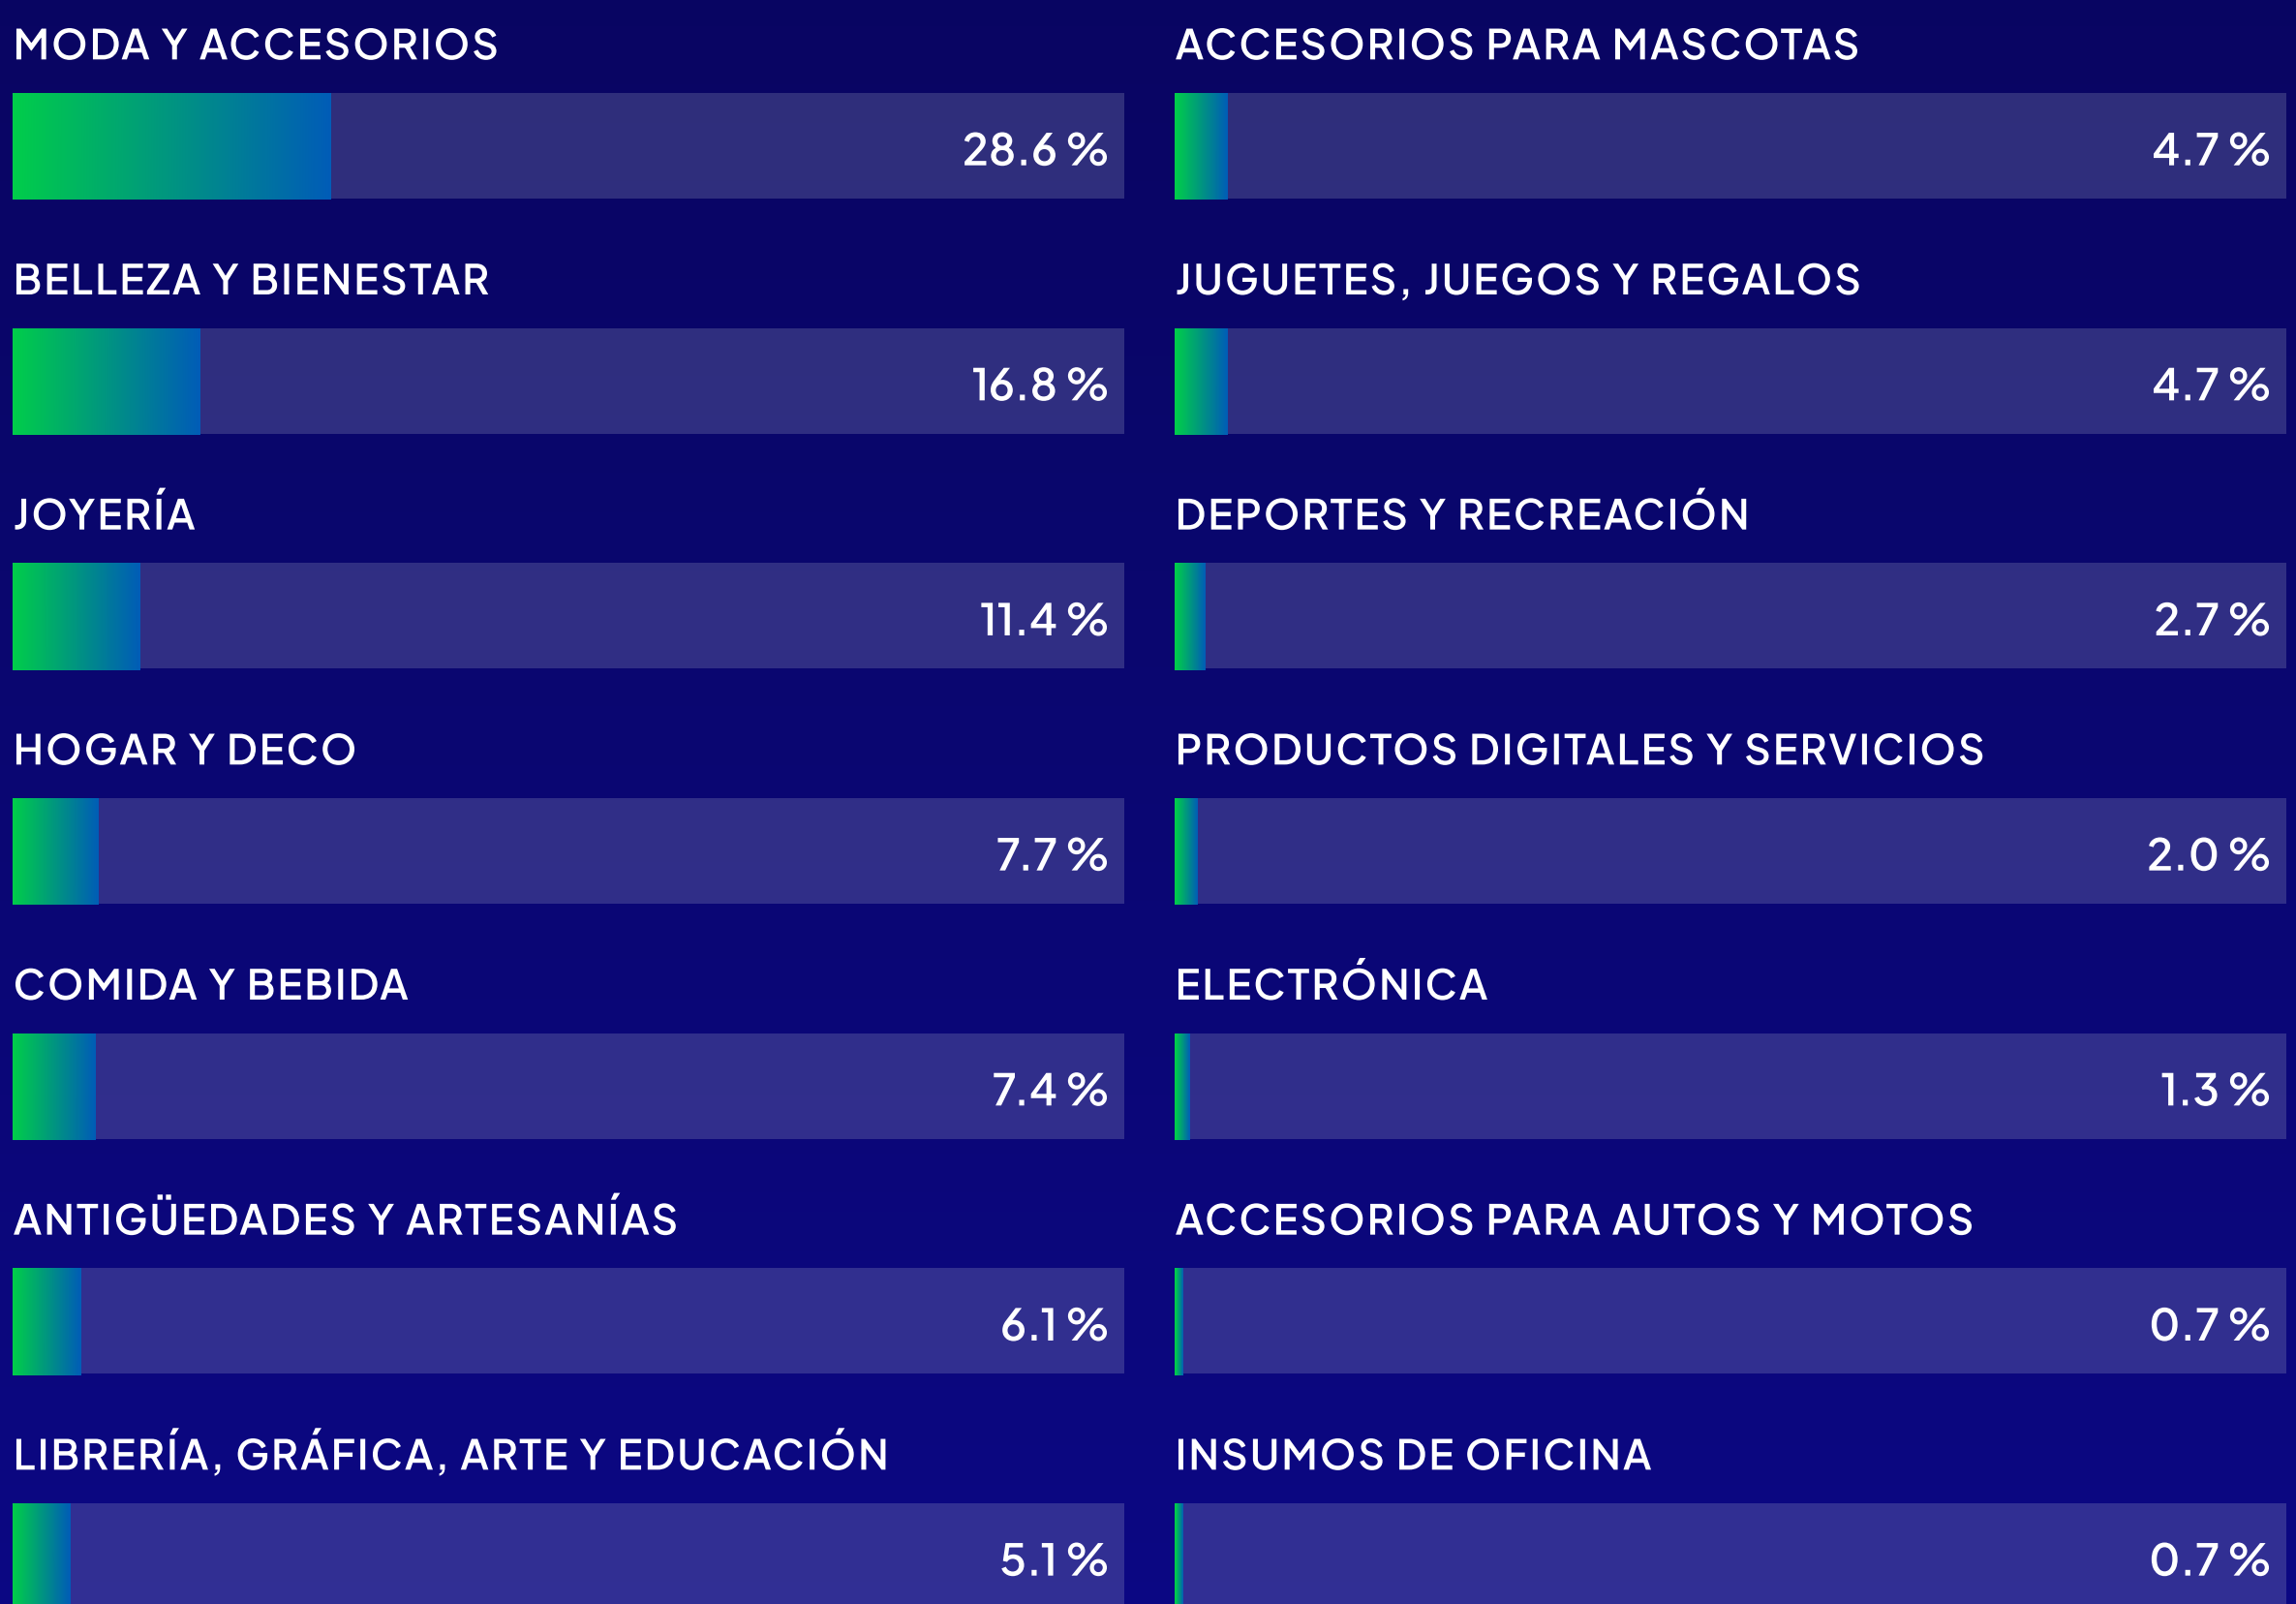 MODA Y ACCESORIOS
28.6 %
BELLEZA Y BIENESTAR
16.8 %
JOYERÍA
11.4 %
HOGAR Y DECO
7.7 %
COMIDA Y BEBIDA
7.4 %
ANTIGÜEDADES Y ARTESANÍAS
6.1 %
LIBRERÍA, GRÁFICA, ARTE Y EDUCACIÓN
5.1 %
ACCESORIOS PARA MASCOTAS
4.7 %
JUGUETES, JUEGOS Y REGALOS
4.7 %
DEPORTES Y RECREACIÓN
2.7 %
PRODUCTOS DIGITALES Y SERVICIOS
2.0 %
ELECTRÓNICA
1.3 %
ACCESORIOS PARA AUTOS Y MOTOS
0.7 %
INSUMOS DE OFICINA
0.7 %